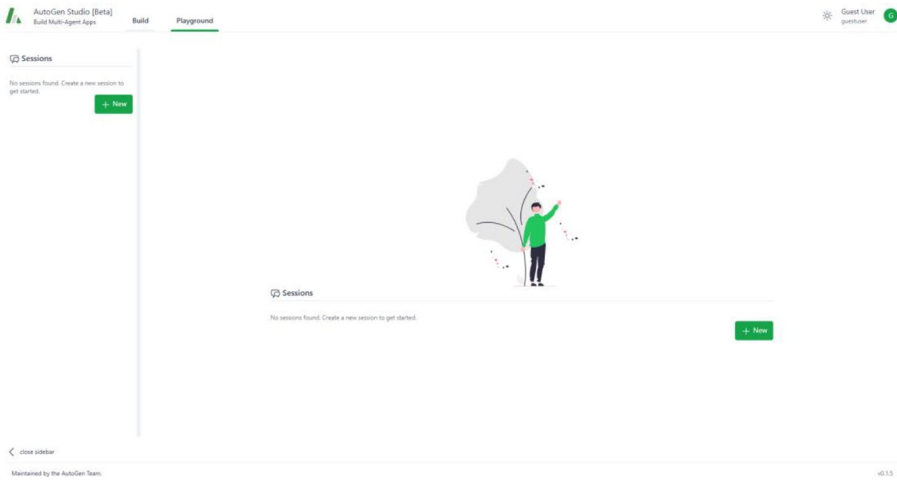 AutoGen Studio [Beta]
Build Multi-Agent Apps
Build
Playground
Guest User
guestuser
G
Sessions
No sessions found. Create a new session to
get started.
+ New
Sessions
No sessions found. Create a new session to get started.
+ New
close sidebar
Maintained by the AutoGen Team.
v0.1.5